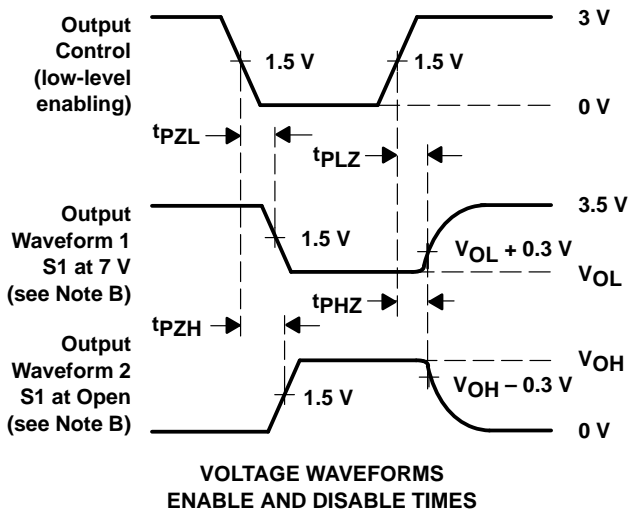 Output
Control
(low-level
enabling)
1.5 V
1.5 V
3 V
0 V
tPZL
tPLZ
Output
Waveform 1
S1 at 7 V
(see Note B)
1.5 V
3.5 V
VOL + 0.3 V
VOL
tPHZ
tPZH
Output
Waveform 2
S1 at Open
(see Note B)
1.5 V
VOH
VOH – 0.3 V
0 V
VOLTAGE WAVEFORMS
ENABLE AND DISABLE TIMES